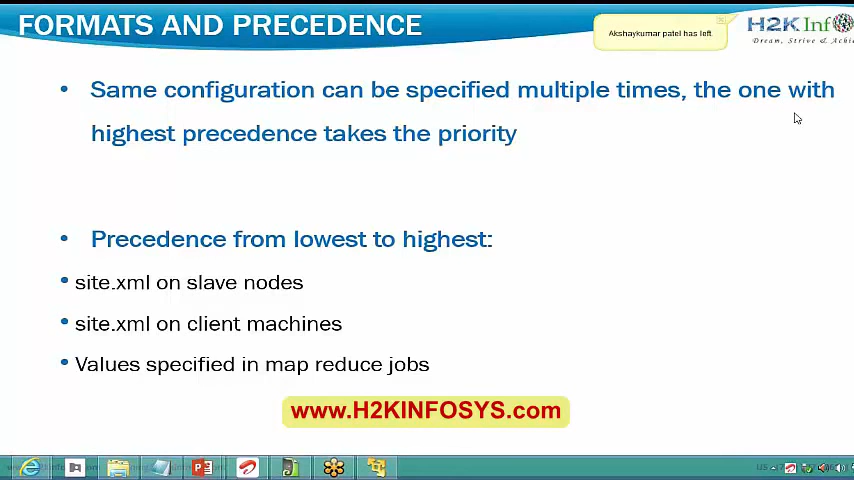 FORMATS AND PRECEDENCE
Akshaykumar patel has left.
H2K Inf
Dream, Strive & Achi
• Same configuration can be specified multiple times, the one with
highest precedence takes the priority
• Precedence from lowest to highest:
• site.xml on slave nodes
• site.xml on client machines
• Values specified in map reduce jobs
www.H2KINFOSYS.com